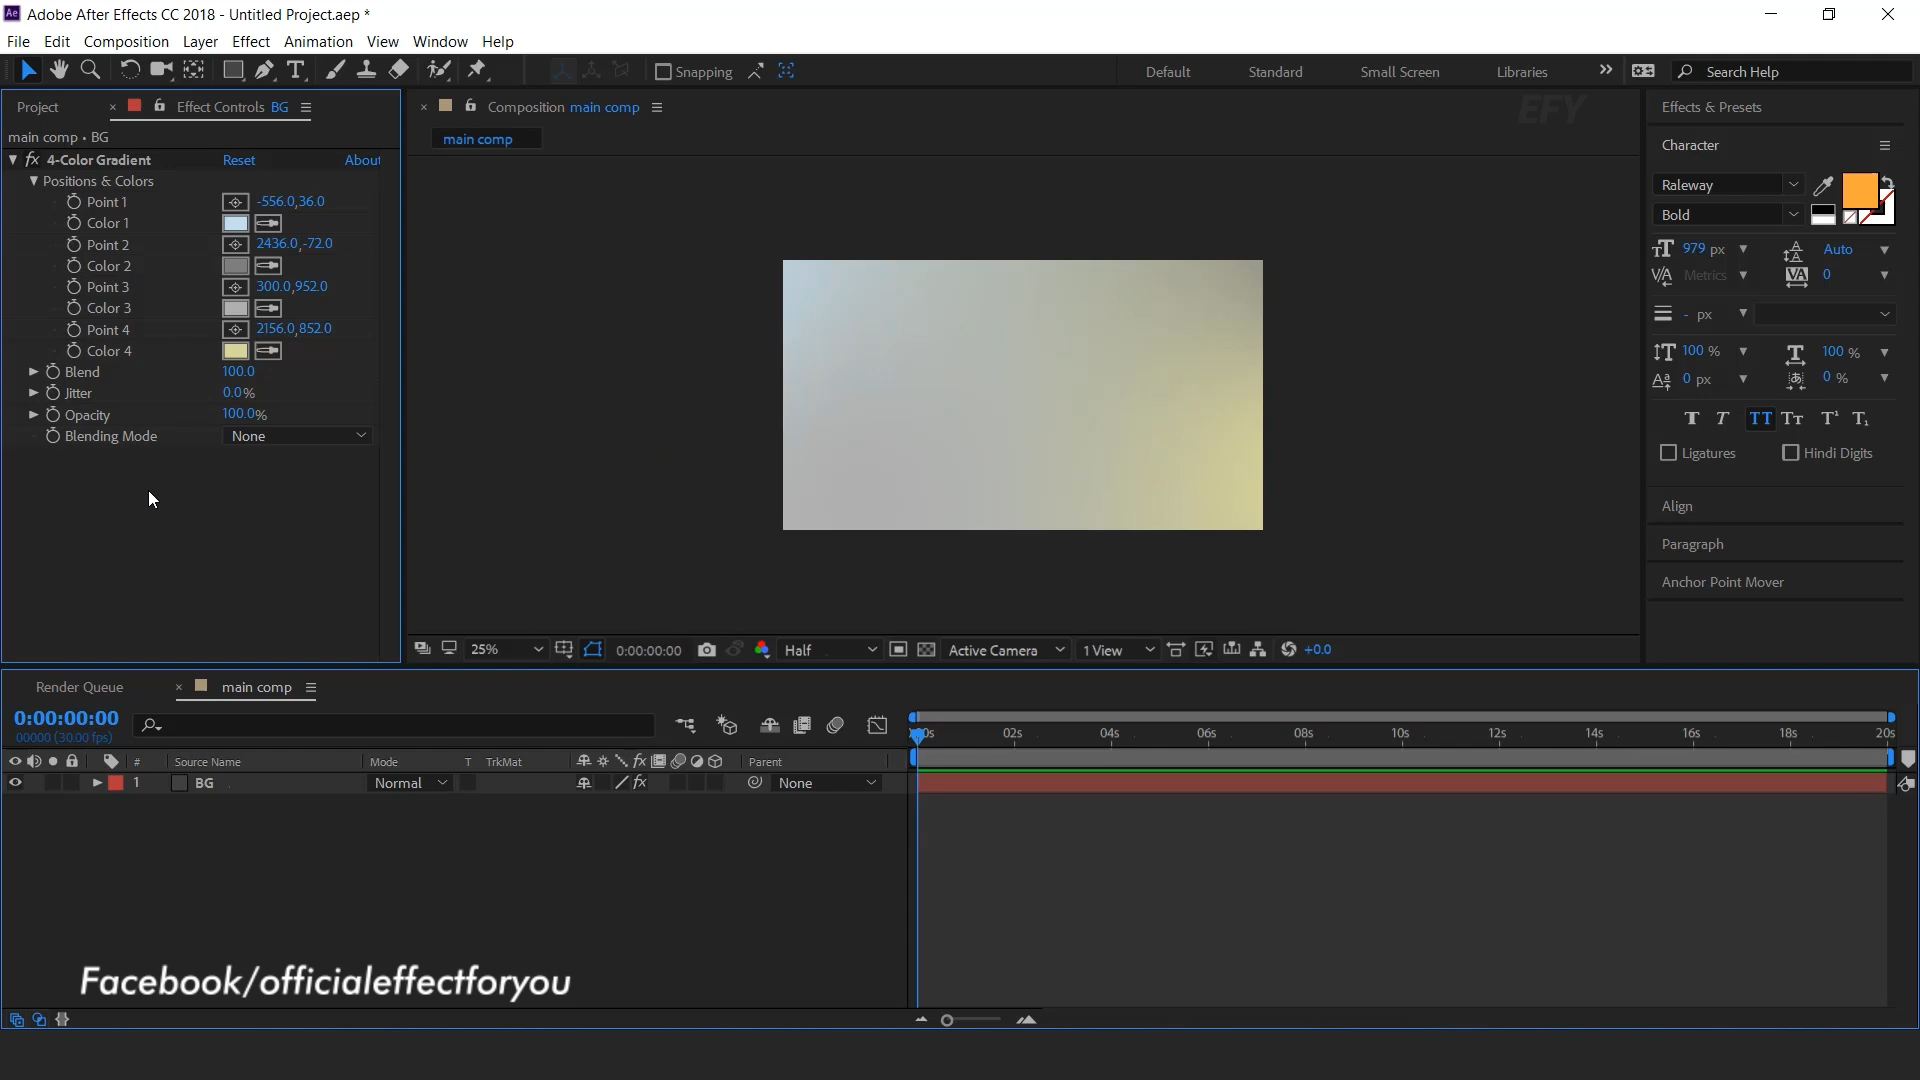 Adobe After Effects CC 2018 - Untitled Project.aep *
File Edit Composition Layer Effect Animation View Window Help
Snapping Default Standard Small Screen Libraries Search Help
Project Effect Controls BG
main comp • BG
fx 4-Color Gradient Reset About
Positions & Colors
Point 1 -556.0,36.0
Color 1
Point 2 2436.0,-72.0
Color 2
Point 3 300.0,952.0
Color 3
Point 4 2156.0,852.0
Color 4
Blend 100.0
Jitter 0.0%
Opacity 100.0%
Blending Mode None
Composition main comp
main comp
EFY
25% 0:00:00:00 Half Active Camera 1 View +0.0
Effects & Presets
Character
Raleway
Bold
979 px Auto
Metrics 0
- px
100 % 100 %
0 px 0 %
Ligatures Hindi Digits
Align
Paragraph
Anchor Point Mover
Render Queue main comp
0:00:00:00
00000 (30.00 fps)
# Source Name Mode T TrkMat Parent
1 BG Normal fx None
02s 04s 06s 08s 10s 12s 14s 16s 18s 20s
Facebook/officialeffectforyou